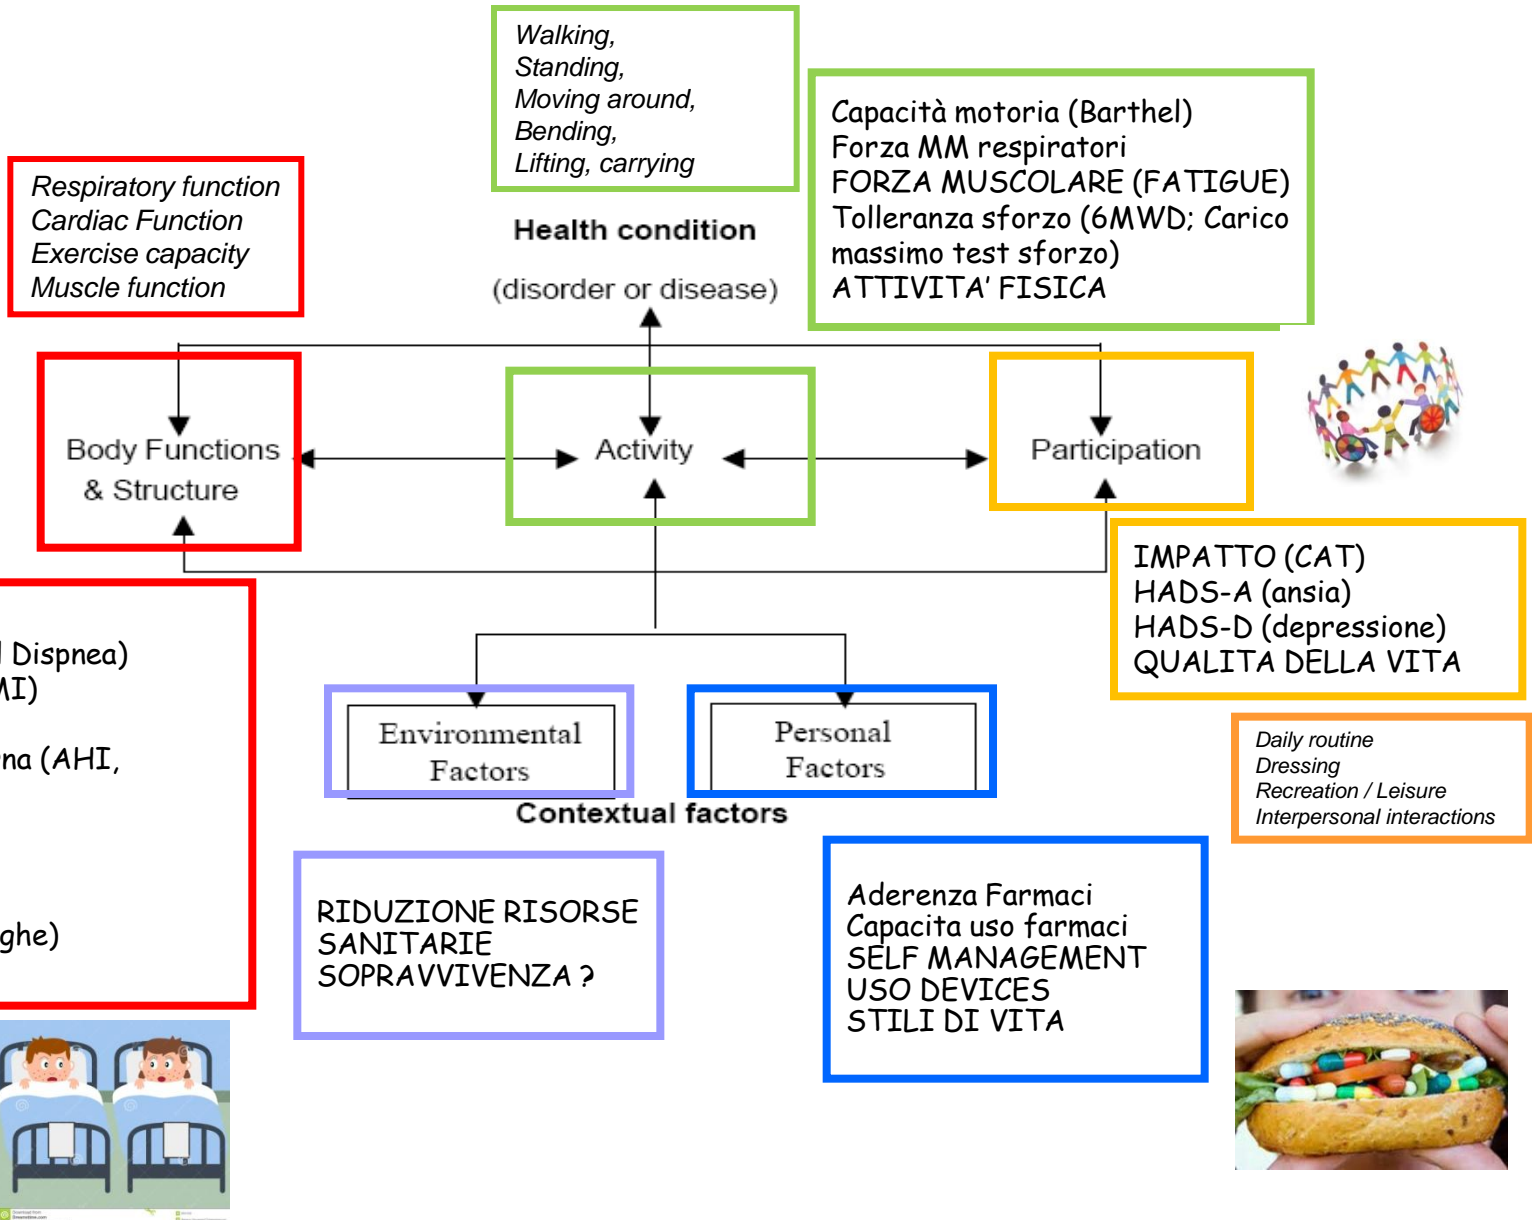 Walking,
Standing,
Moving around,
Bending,
Lifting, carrying
Capacità motoria (Barthel)
Forza MM respiratori
FORZA MUSCOLARE (FATIGUE)
Tolleranza sforzo (6MWD; Carico
massimo test sforzo)
ATTIVITA' FISICA
Respiratory function
Cardiac Function
Exercise capacity
Muscle function
Health condition
(disorder or disease)
Body Functions
& Structure
Activity
Participation
IMPATTO (CAT)
HADS-A (ansia)
HADS-D (depressione)
QUALITA DELLA VITA
Dispnea)
(AHI,
Environmental
Factors
Personal
Factors
Contextual factors
Daily routine
Dressing
Recreation / Leisure
Interpersonal interactions
RIDUZIONE RISORSE
SANITARIE
SOPRAVVIVENZA ?
Aderenza Farmaci
Capacita uso farmaci
SELF MANAGEMENT
USO DEVICES
STILI DI VITA